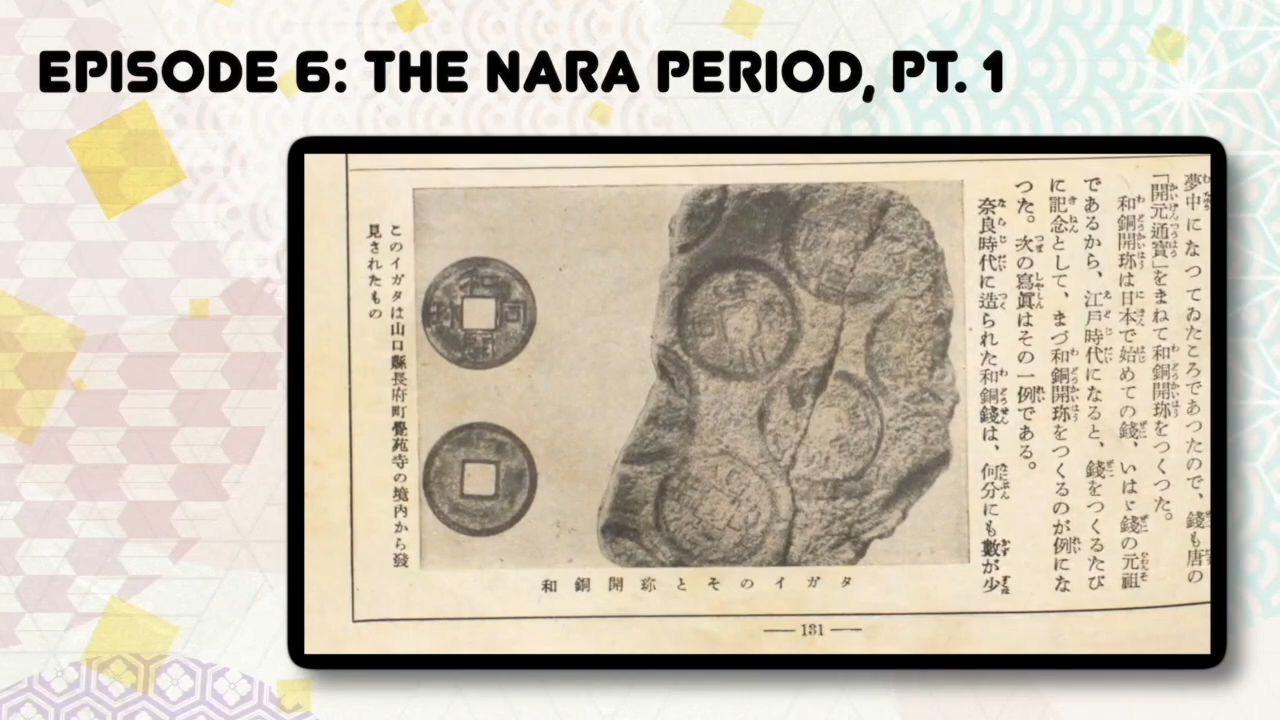 EPISODE 6: THE NARA PERIOD, PT. 1
夢中になつてゐたころであつたので、錢も唐の
「開元通寶」をまねて和銅開珎をつくつた。
和銅開珎は日本で始めての錢、いはゞ錢の元祖
であるから、江戸時代になると、錢をつくるたび
に記念として、まづ和銅開珎をつくるのが例にな
つた。次の寫眞はその一例である。
奈良時代に造られた和銅錢は、何分にも數が少
和銅開珎とそのイガタ
このイガタは山口縣長府町覺苑寺の境内から發
見されたもの
— 131 —